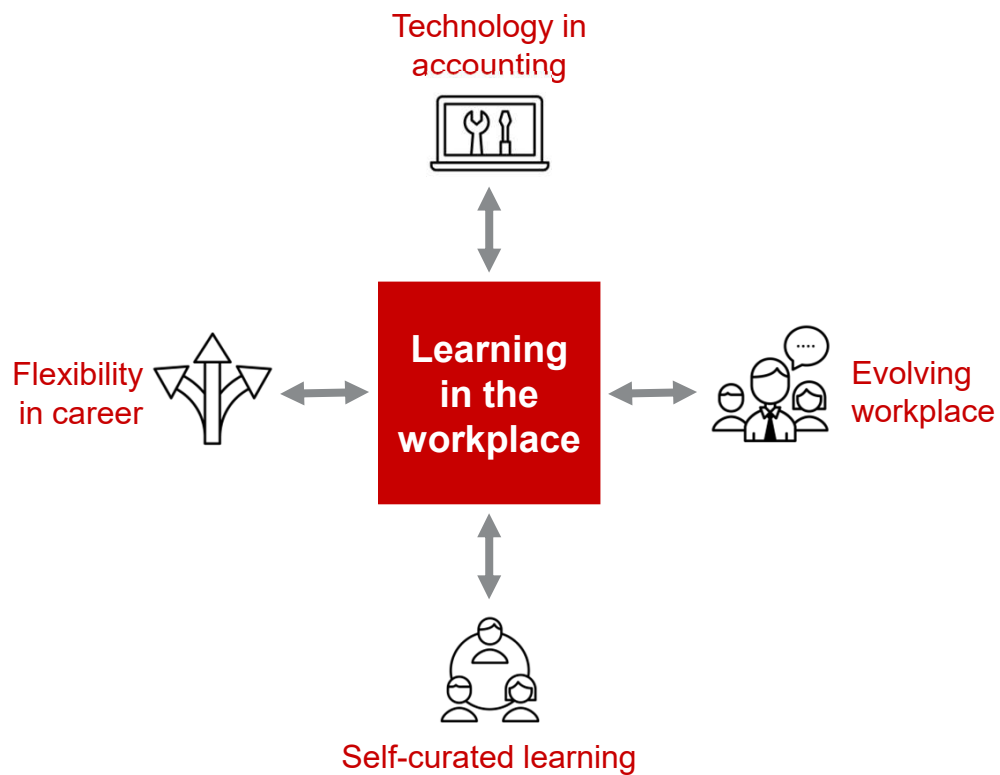 Technology in
accounting
Flexibility
in career
Learning
in the
workplace
Evolving
workplace
Self-curated learning